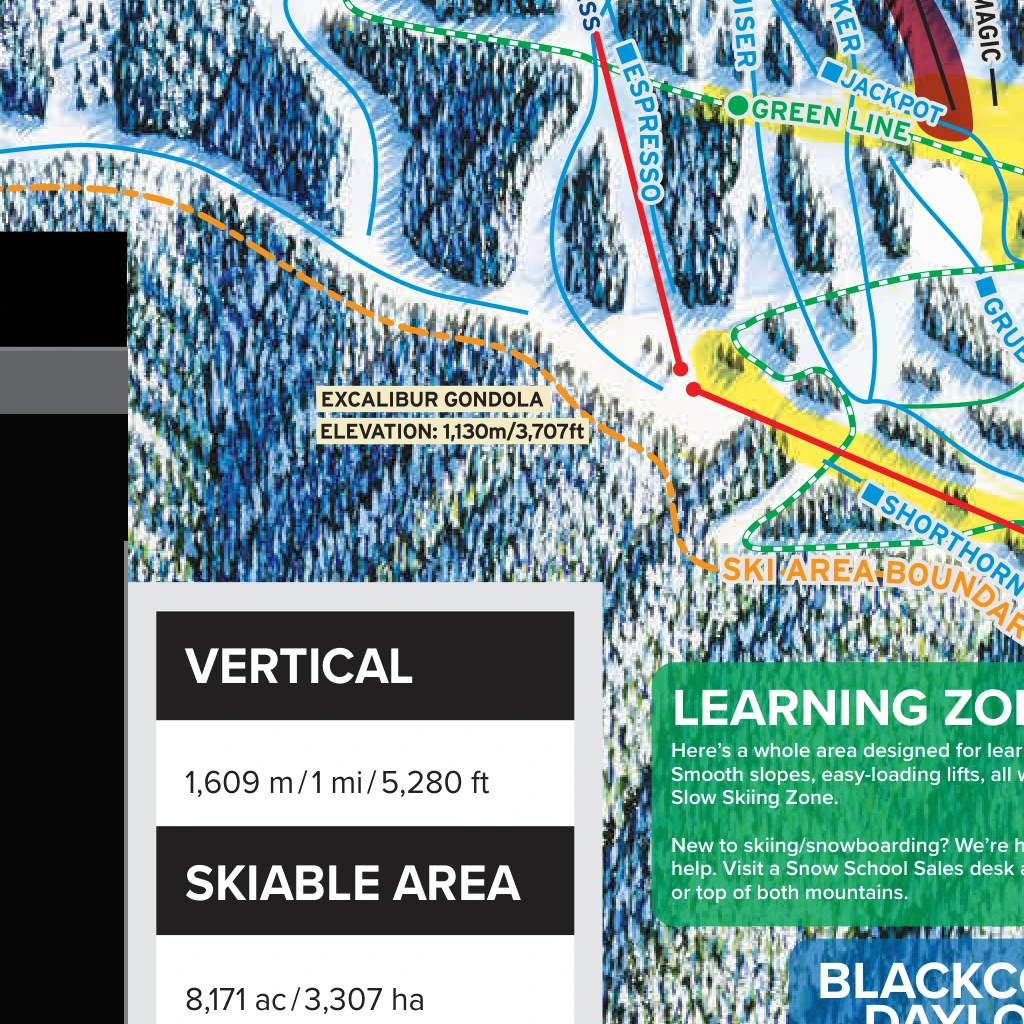 ESPRESSO
JACKPOT
GREEN LINE
MAGIC
EXCALIBUR GONDOLA
ELEVATION: 1,130m/3,707ft
SHORTHORN
SKI AREA BOUNDAR
VERTICAL
1,609 m / 1 mi / 5,280 ft
SKIABLE AREA
8,171 ac / 3,307 ha
LEARNING ZO
Here's a whole area designed for lear
Smooth slopes, easy-loading lifts, all
Slow Skiing Zone.
New to skiing/snowboarding? We're h
help. Visit a Snow School Sales desk
or top of both mountains.
BLACKCO